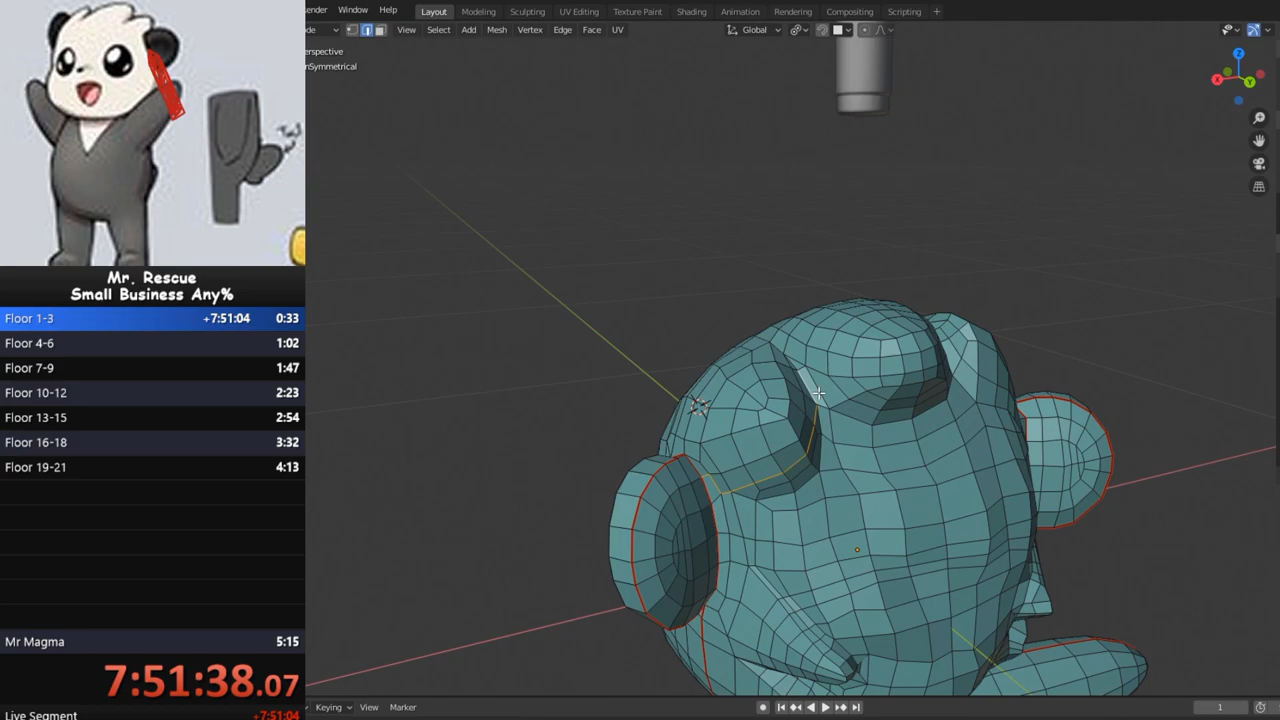 ender Window Help Layout Modeling Sculpting UV Editing Texture Paint Shading Animation Rendering Compositing Scripting +
de View Select Add Mesh Vertex Edge Face UV Global
erspective
nSymmetrical
Z
X
Y
Mr. Rescue
Small Business Any%
Floor 1-3 +7:51:04 0:33
Floor 4-6 1:02
Floor 7-9 1:47
Floor 10-12 2:23
Floor 13-15 2:54
Floor 16-18 3:32
Floor 19-21 4:13
Mr Magma 5:15
7:51:38.07
Live Segment +7:51:04
Keying View Marker 1